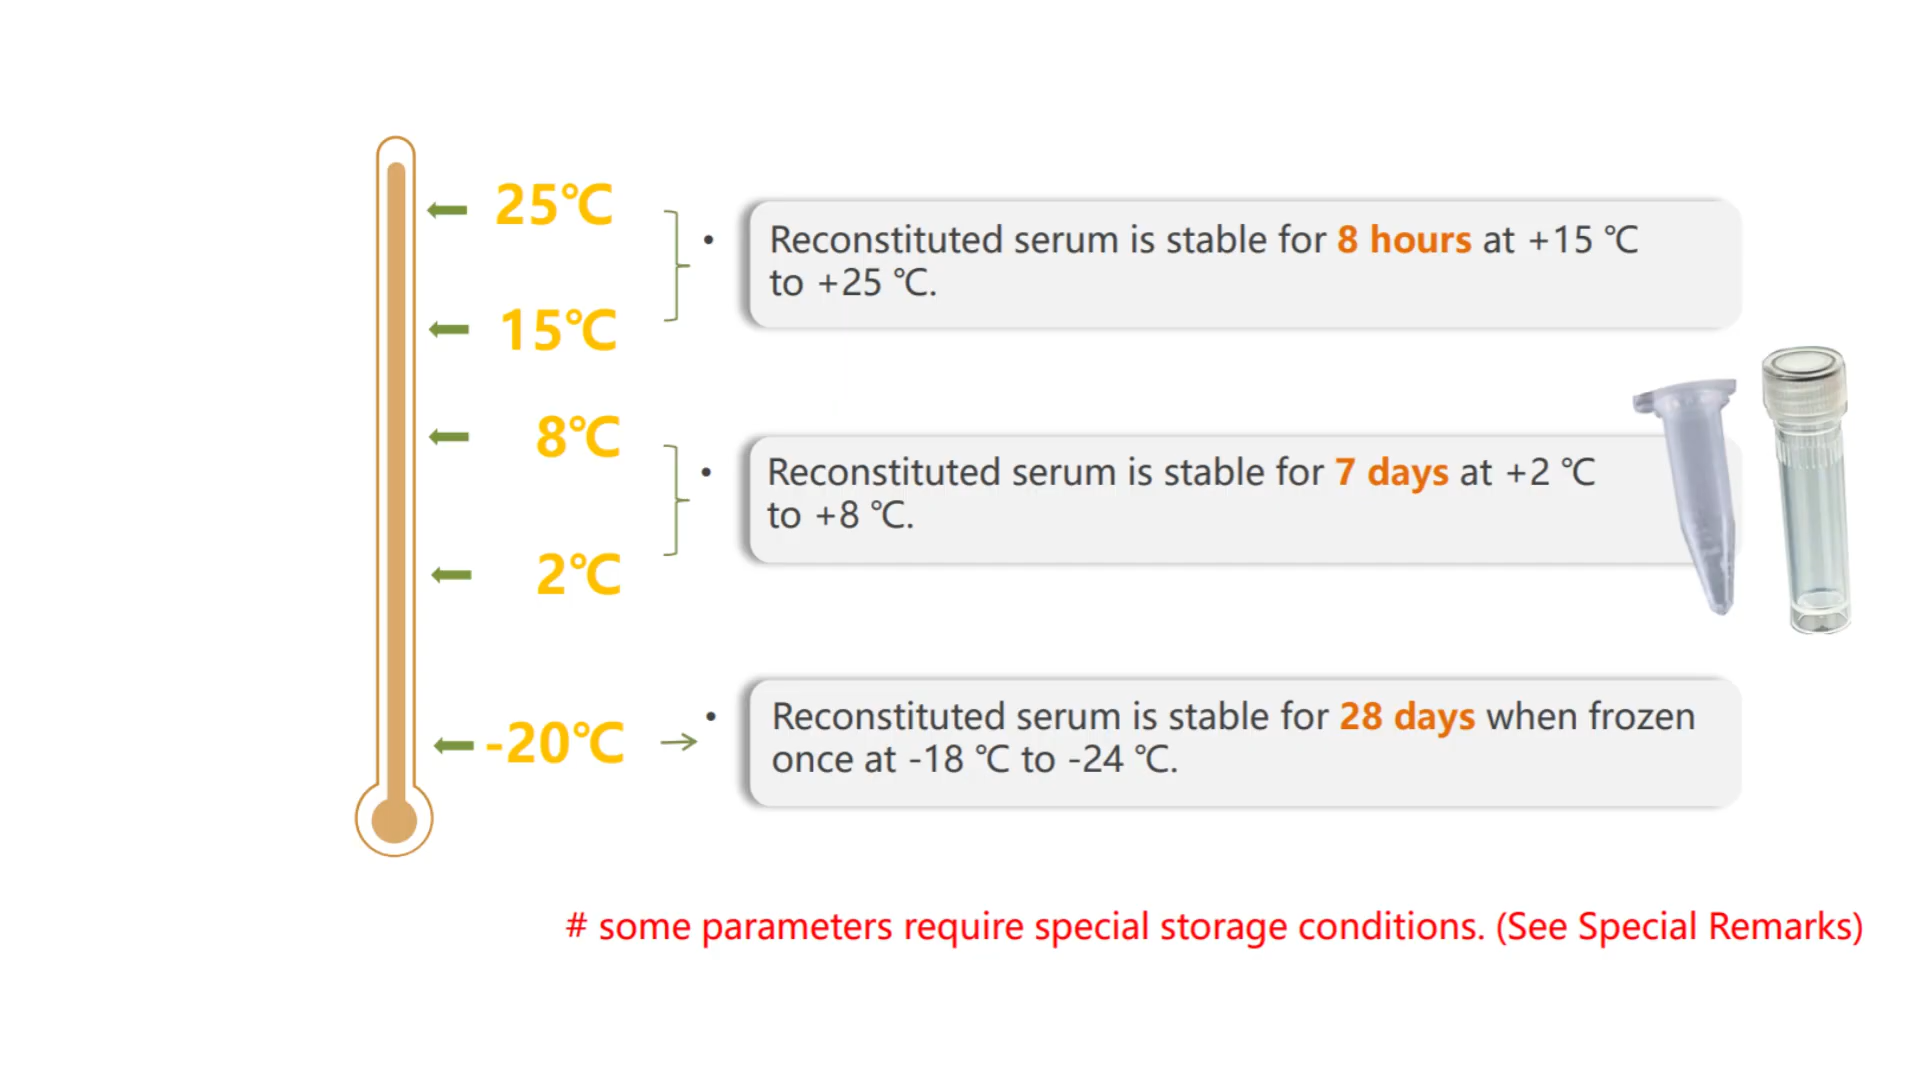 25℃
• Reconstituted serum is stable for 8 hours at +15 ℃
to +25 ℃.
15℃
8℃
• Reconstituted serum is stable for 7 days at +2 ℃
to +8 ℃.
2℃
-20℃
• Reconstituted serum is stable for 28 days when frozen
once at -18 ℃ to -24 ℃.
# some parameters require special storage conditions. (See Special Remarks)